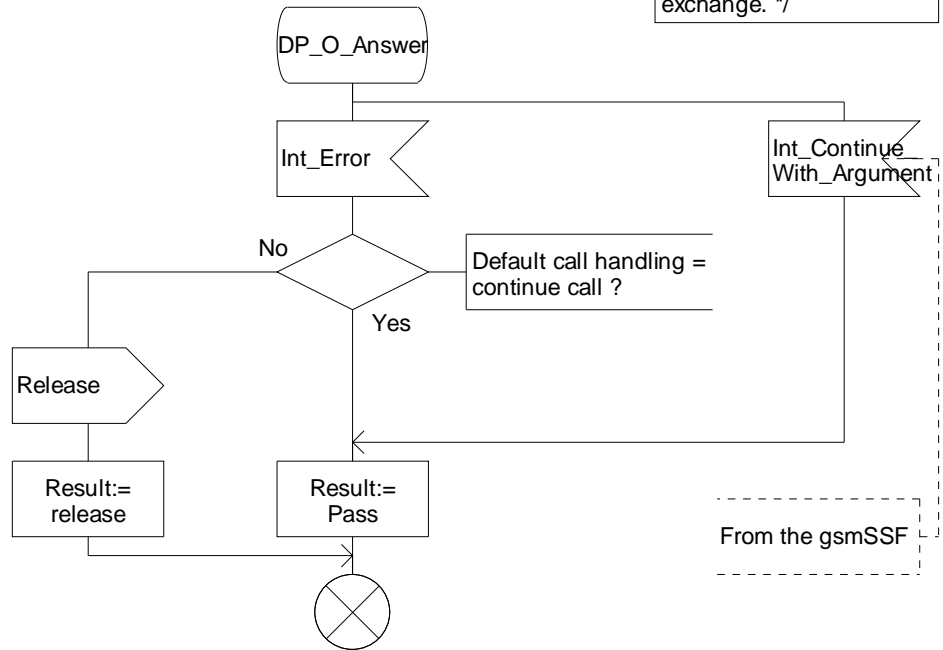 exchange. */
DP_O_Answer
Int_Error
Int_Continue_
With_Argument
No
Default call handling =
continue call ?
Yes
Release
Result:=
release
Result:=
Pass
From the gsmSSF